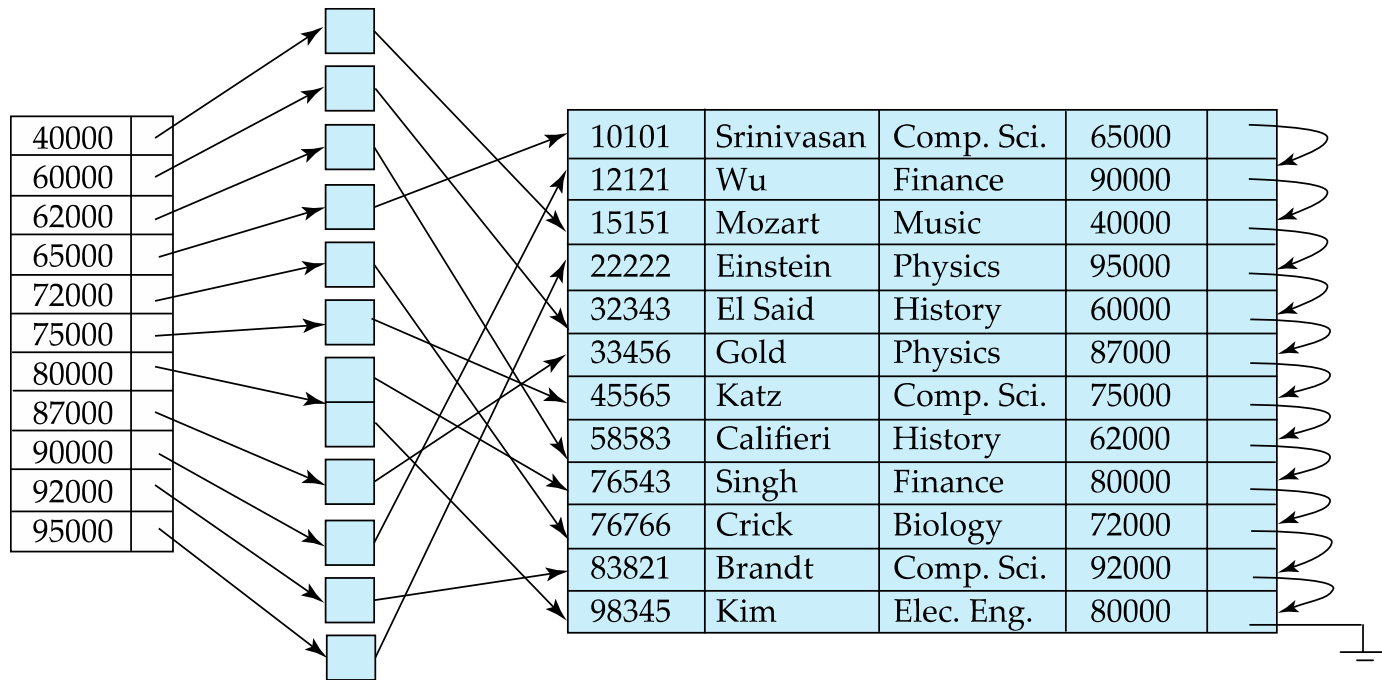 40000
60000
62000
65000
72000
75000
80000
87000
90000
92000
95000
10101 Srinivasan Comp. Sci. 65000
12121 Wu Finance 90000
15151 Mozart Music 40000
22222 Einstein Physics 95000
32343 El Said History 60000
33456 Gold Physics 87000
45565 Katz Comp. Sci. 75000
58583 Califieri History 62000
76543 Singh Finance 80000
76766 Crick Biology 72000
83821 Brandt Comp. Sci. 92000
98345 Kim Elec. Eng. 80000